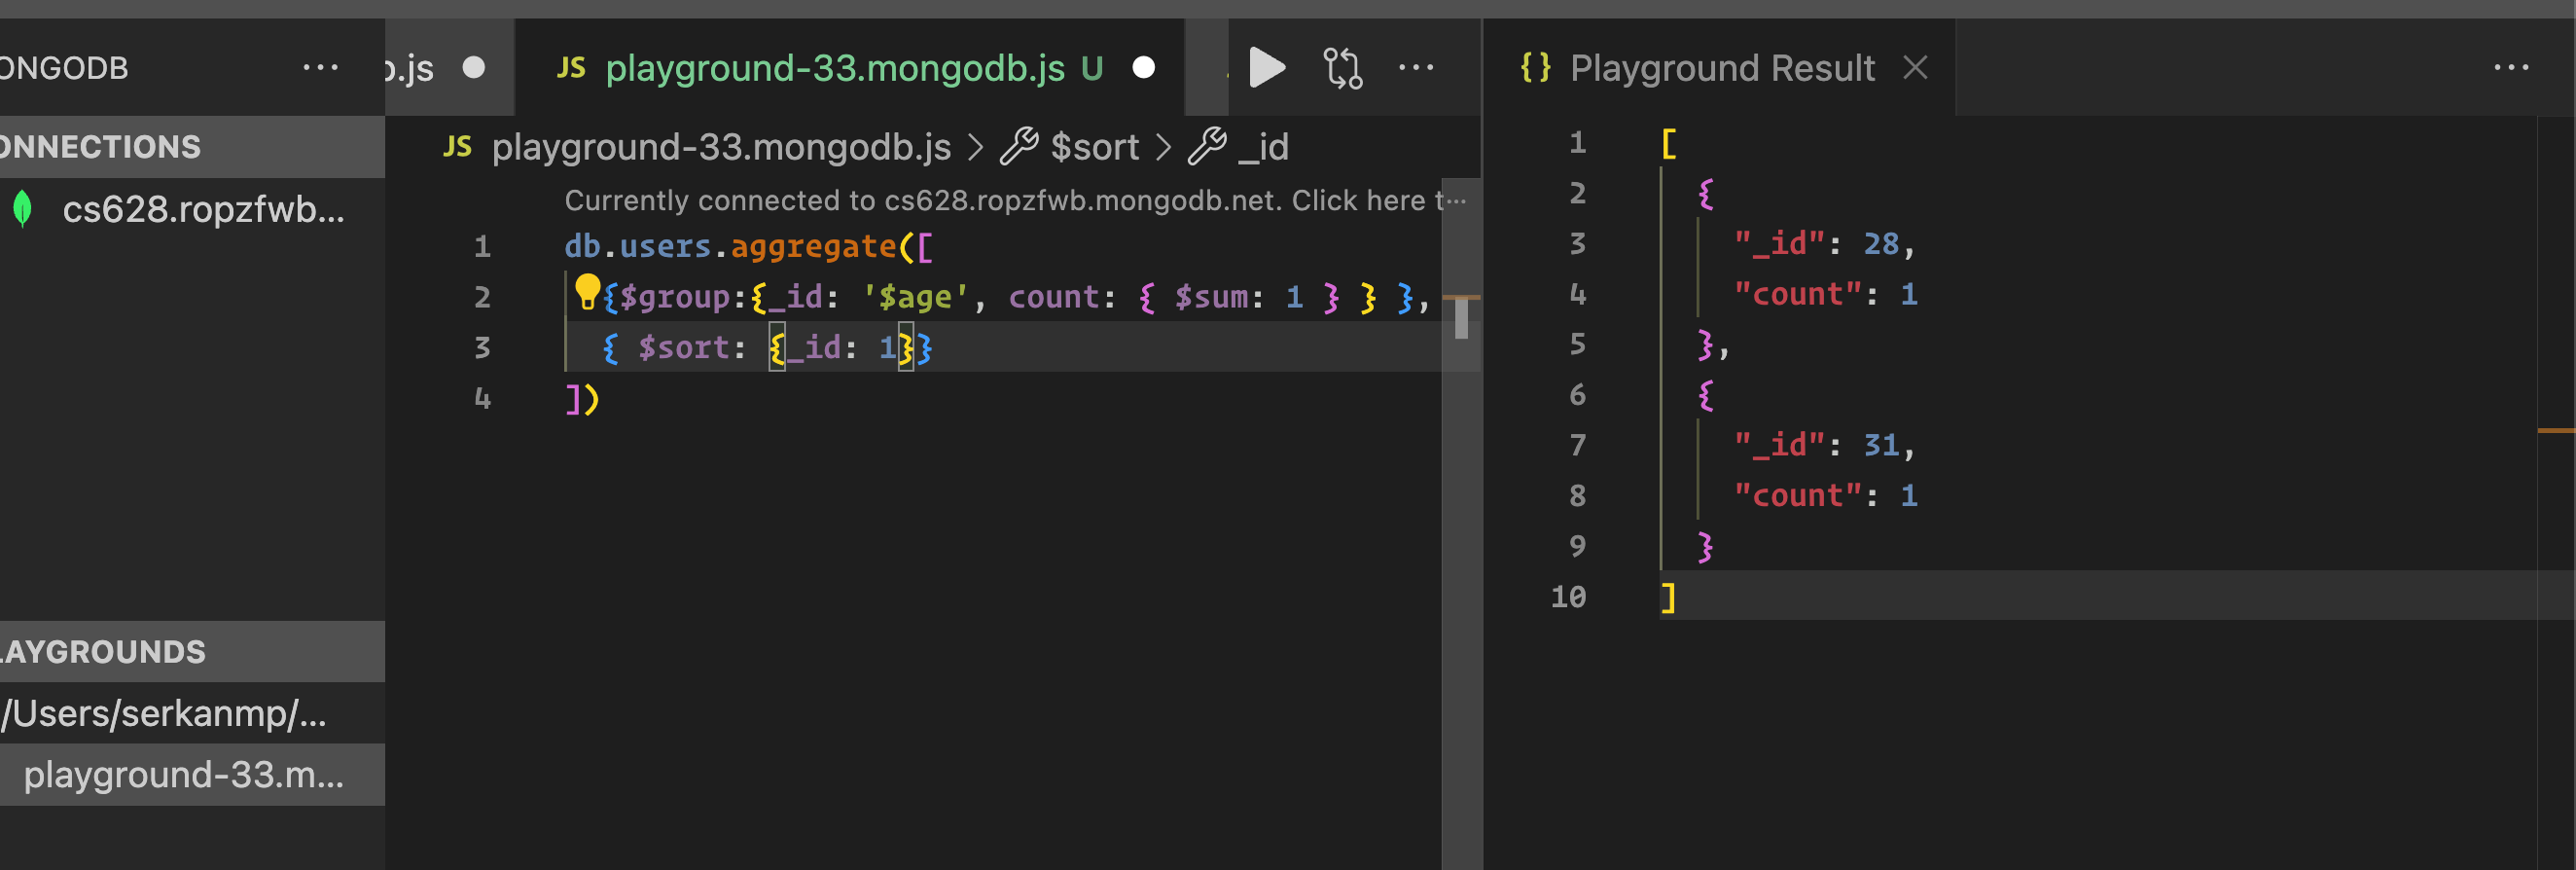 ONGODB
ONNECTIONS
cs628.ropzfwb...
LAYGROUNDS
/Users/serkanmp/...
playground-33.m...
o.js
JS playground-33.mongodb.js U
JS playground-33.mongodb.js > $sort > _id
Currently connected to cs628.ropzfwb.mongodb.net. Click here t...
1 db.users.aggregate([
2 {$group:{_id: '$age', count: { $sum: 1 } } },
3 { $sort: {_id: 1}}
4 ])
{} Playground Result
1 [
2 {
3 "_id": 28,
4 "count": 1
5 },
6 {
7 "_id": 31,
8 "count": 1
9 }
10 ]